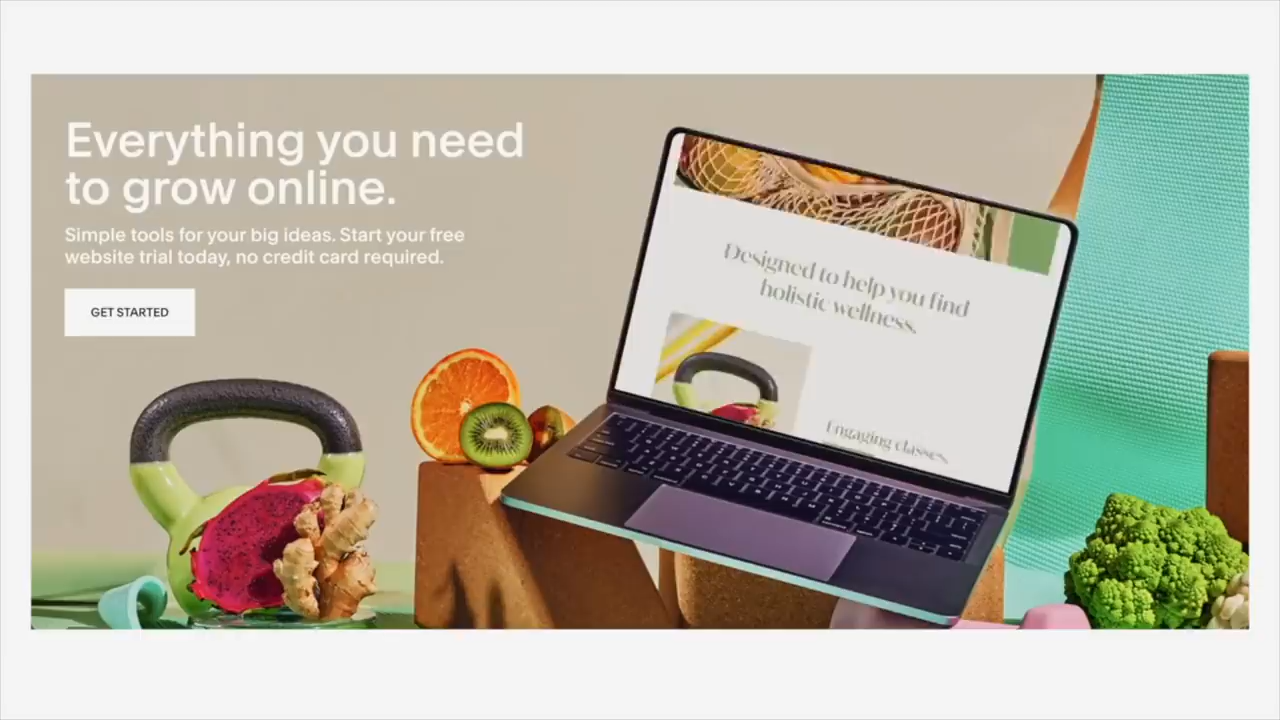 Everything you need
to grow online.
Simple tools for your big ideas. Start your free
website trial today, no credit card required.
GET STARTED
Designed to help you find
holistic wellness.
Engaging classes,